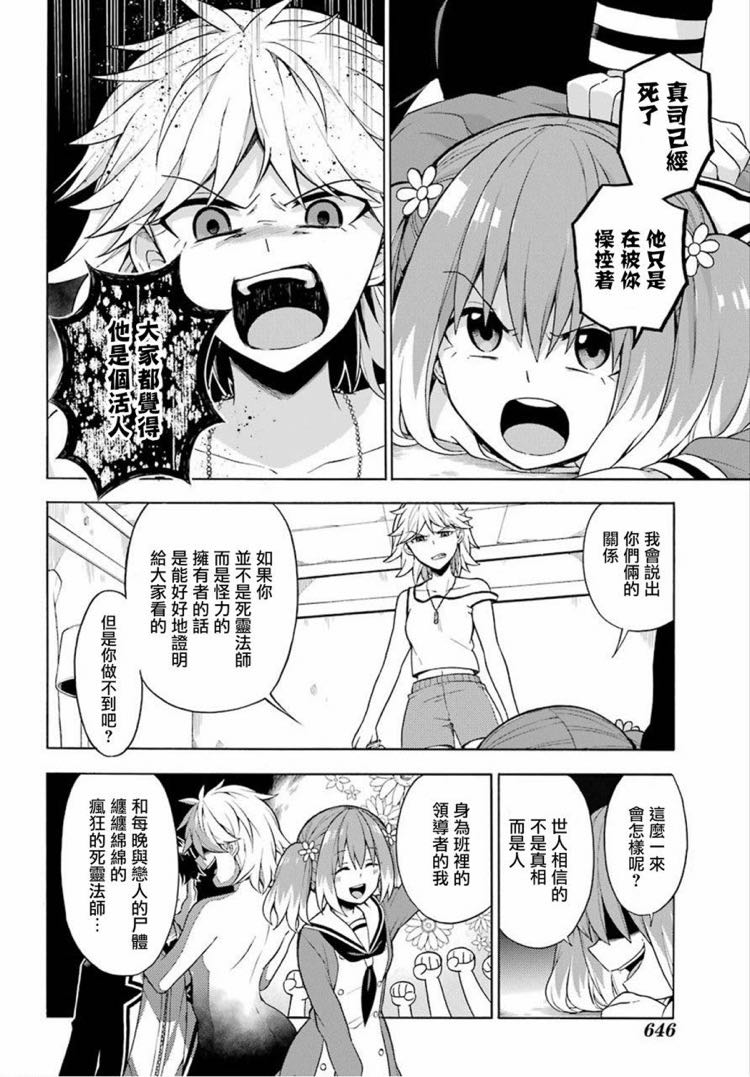 真司已經
死了
他只是
在被你
操控著
大家都覺得
他是個活人
我會説出
你們倆的
關係
如果你
並不是死靈法師
而是怪力的
擁有者的話
是能好好地證明
給大家看的
但是你做不到吧？
這麼一來
會怎樣呢？
世人相信的
不是真相
而是人
身為班裡的
領導者的我
和每晚與戀人的尸體
纏纏綿綿的
瘋狂的死靈法師…
646